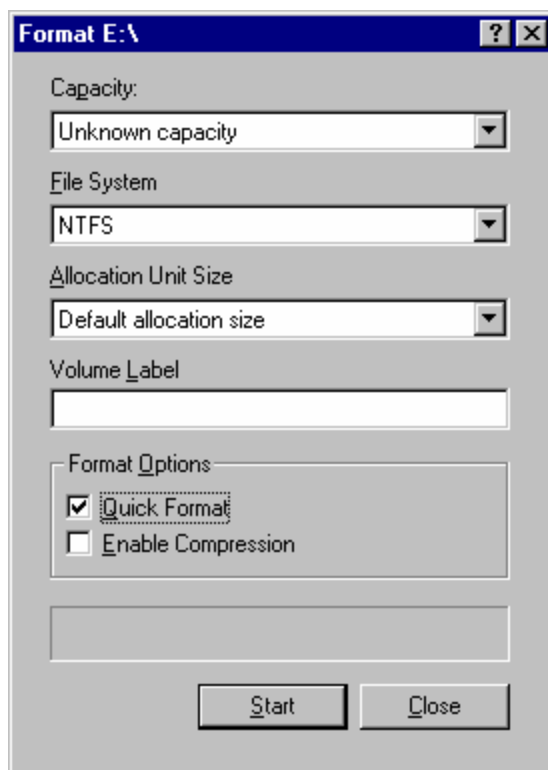 Format E:\
?
Capacity:
Unknown capacity
File System
NTFS
Allocation Unit Size
Default allocation size
Volume Label
Format Options
Quick Format
Enable Compression
Start Close